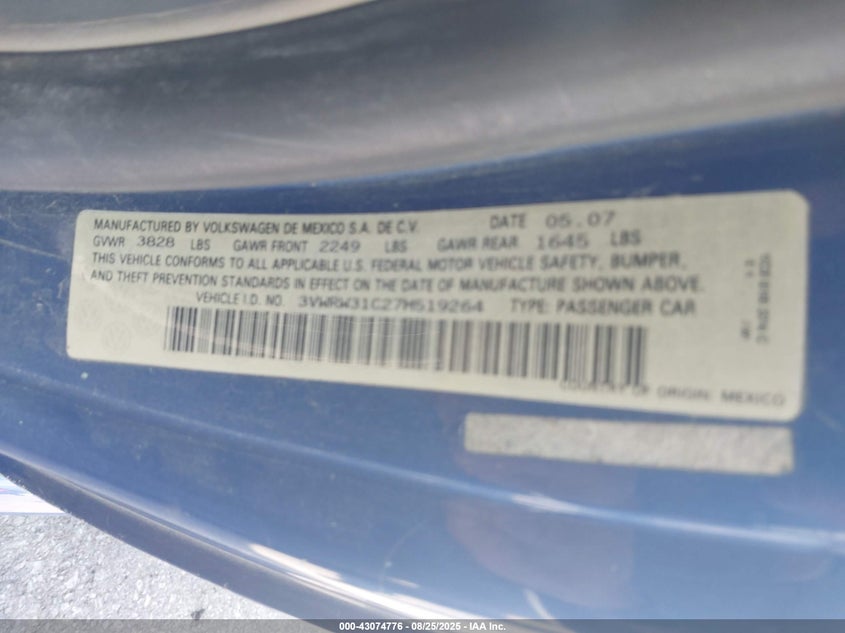 MANUFACTURED BY VOLKSWAGEN DE MEXICO S.A. DE C.V. DATE 05.07
GVWR 3828 LBS GAWR FRONT 2249 LBS GAWR REAR 1645 LBS
THIS VEHICLE CONFORMS TO ALL APPLICABLE U.S. FEDERAL MOTOR VEHICLE SAFETY, BUMPER,
AND THEFT PREVENTION STANDARDS IN EFFECT ON THE DATE OF MANUFACTURE SHOWN ABOVE.
VEHICLE I.D. NO. 3VWRW31C27M519264 TYPE: PASSENGER CAR
COUNTRY OF ORIGIN: MEXICO
000-43074776 - 08/25/2025 - IAA Inc.